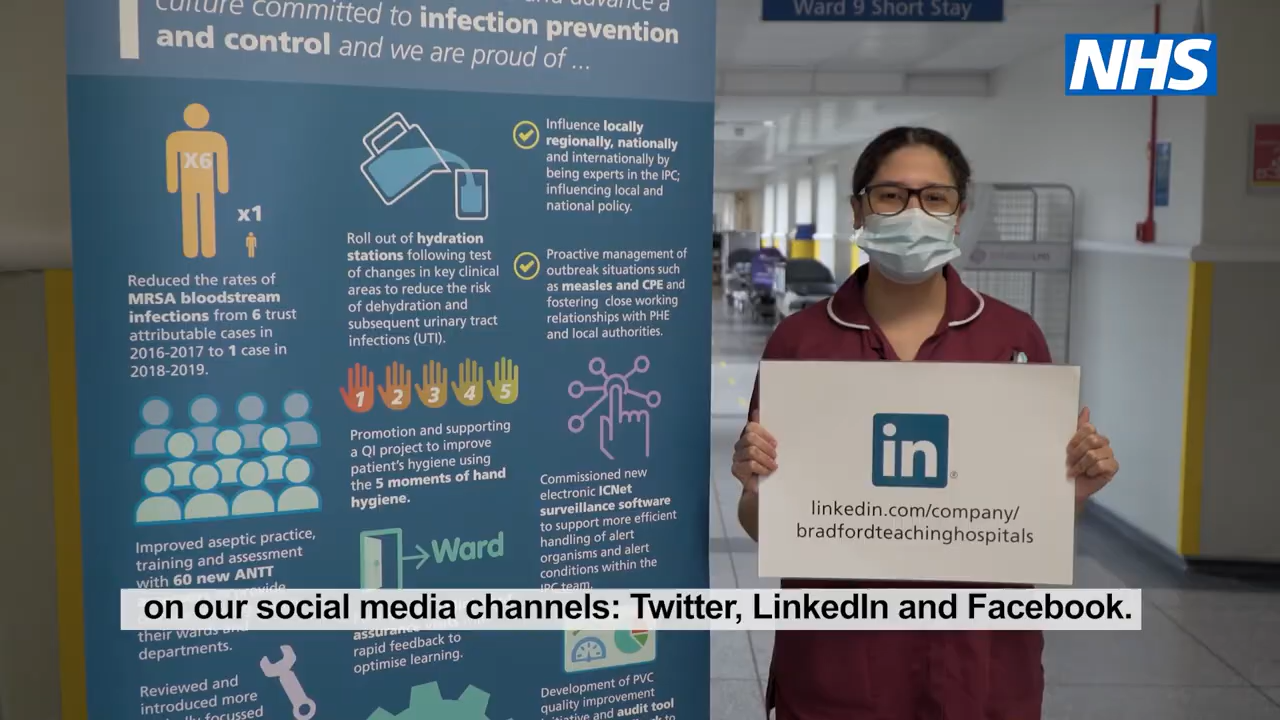 and advance a
culture committed to infection prevention
and control and we are proud of ...
X6
x1
Reduced the rates of
MRSA bloodstream
infections from 6 trust
attributable cases in
2016-2017 to 1 case in
2018-2019.
Improved aseptic practice,
training and assessment
with 60 new ANTT
their wards and
departments.
Reviewed and
introduced more
Roll out of hydration
stations following test
of changes in key clinical
areas to reduce the risk
of dehydration and
subsequent urinary tract
infections (UTI).
1 2 3 4 5
Promotion and supporting
a QI project to improve
patient's hygiene using
the 5 moments of hand
hygiene.
Ward
assurance
rapid feedback to
optimise learning.
Influence locally
regionally, nationally
and internationally by
being experts in the IPC;
influencing local and
national policy.
Proactive management of
outbreak situations such
as measles and CPE and
fostering close working
relationships with PHE
and local authorities.
Commissioned new
electronic ICNet
surveillance software
to support more efficient
handling of alert
organisms and alert
conditions within the
IPC team.
Development of PVC
quality improvement
initiative and audit tool
to
Ward 9 Short Stay
NHS
in®
linkedin.com/company/
bradfordteachinghospitals
on our social media channels: Twitter, LinkedIn and Facebook.